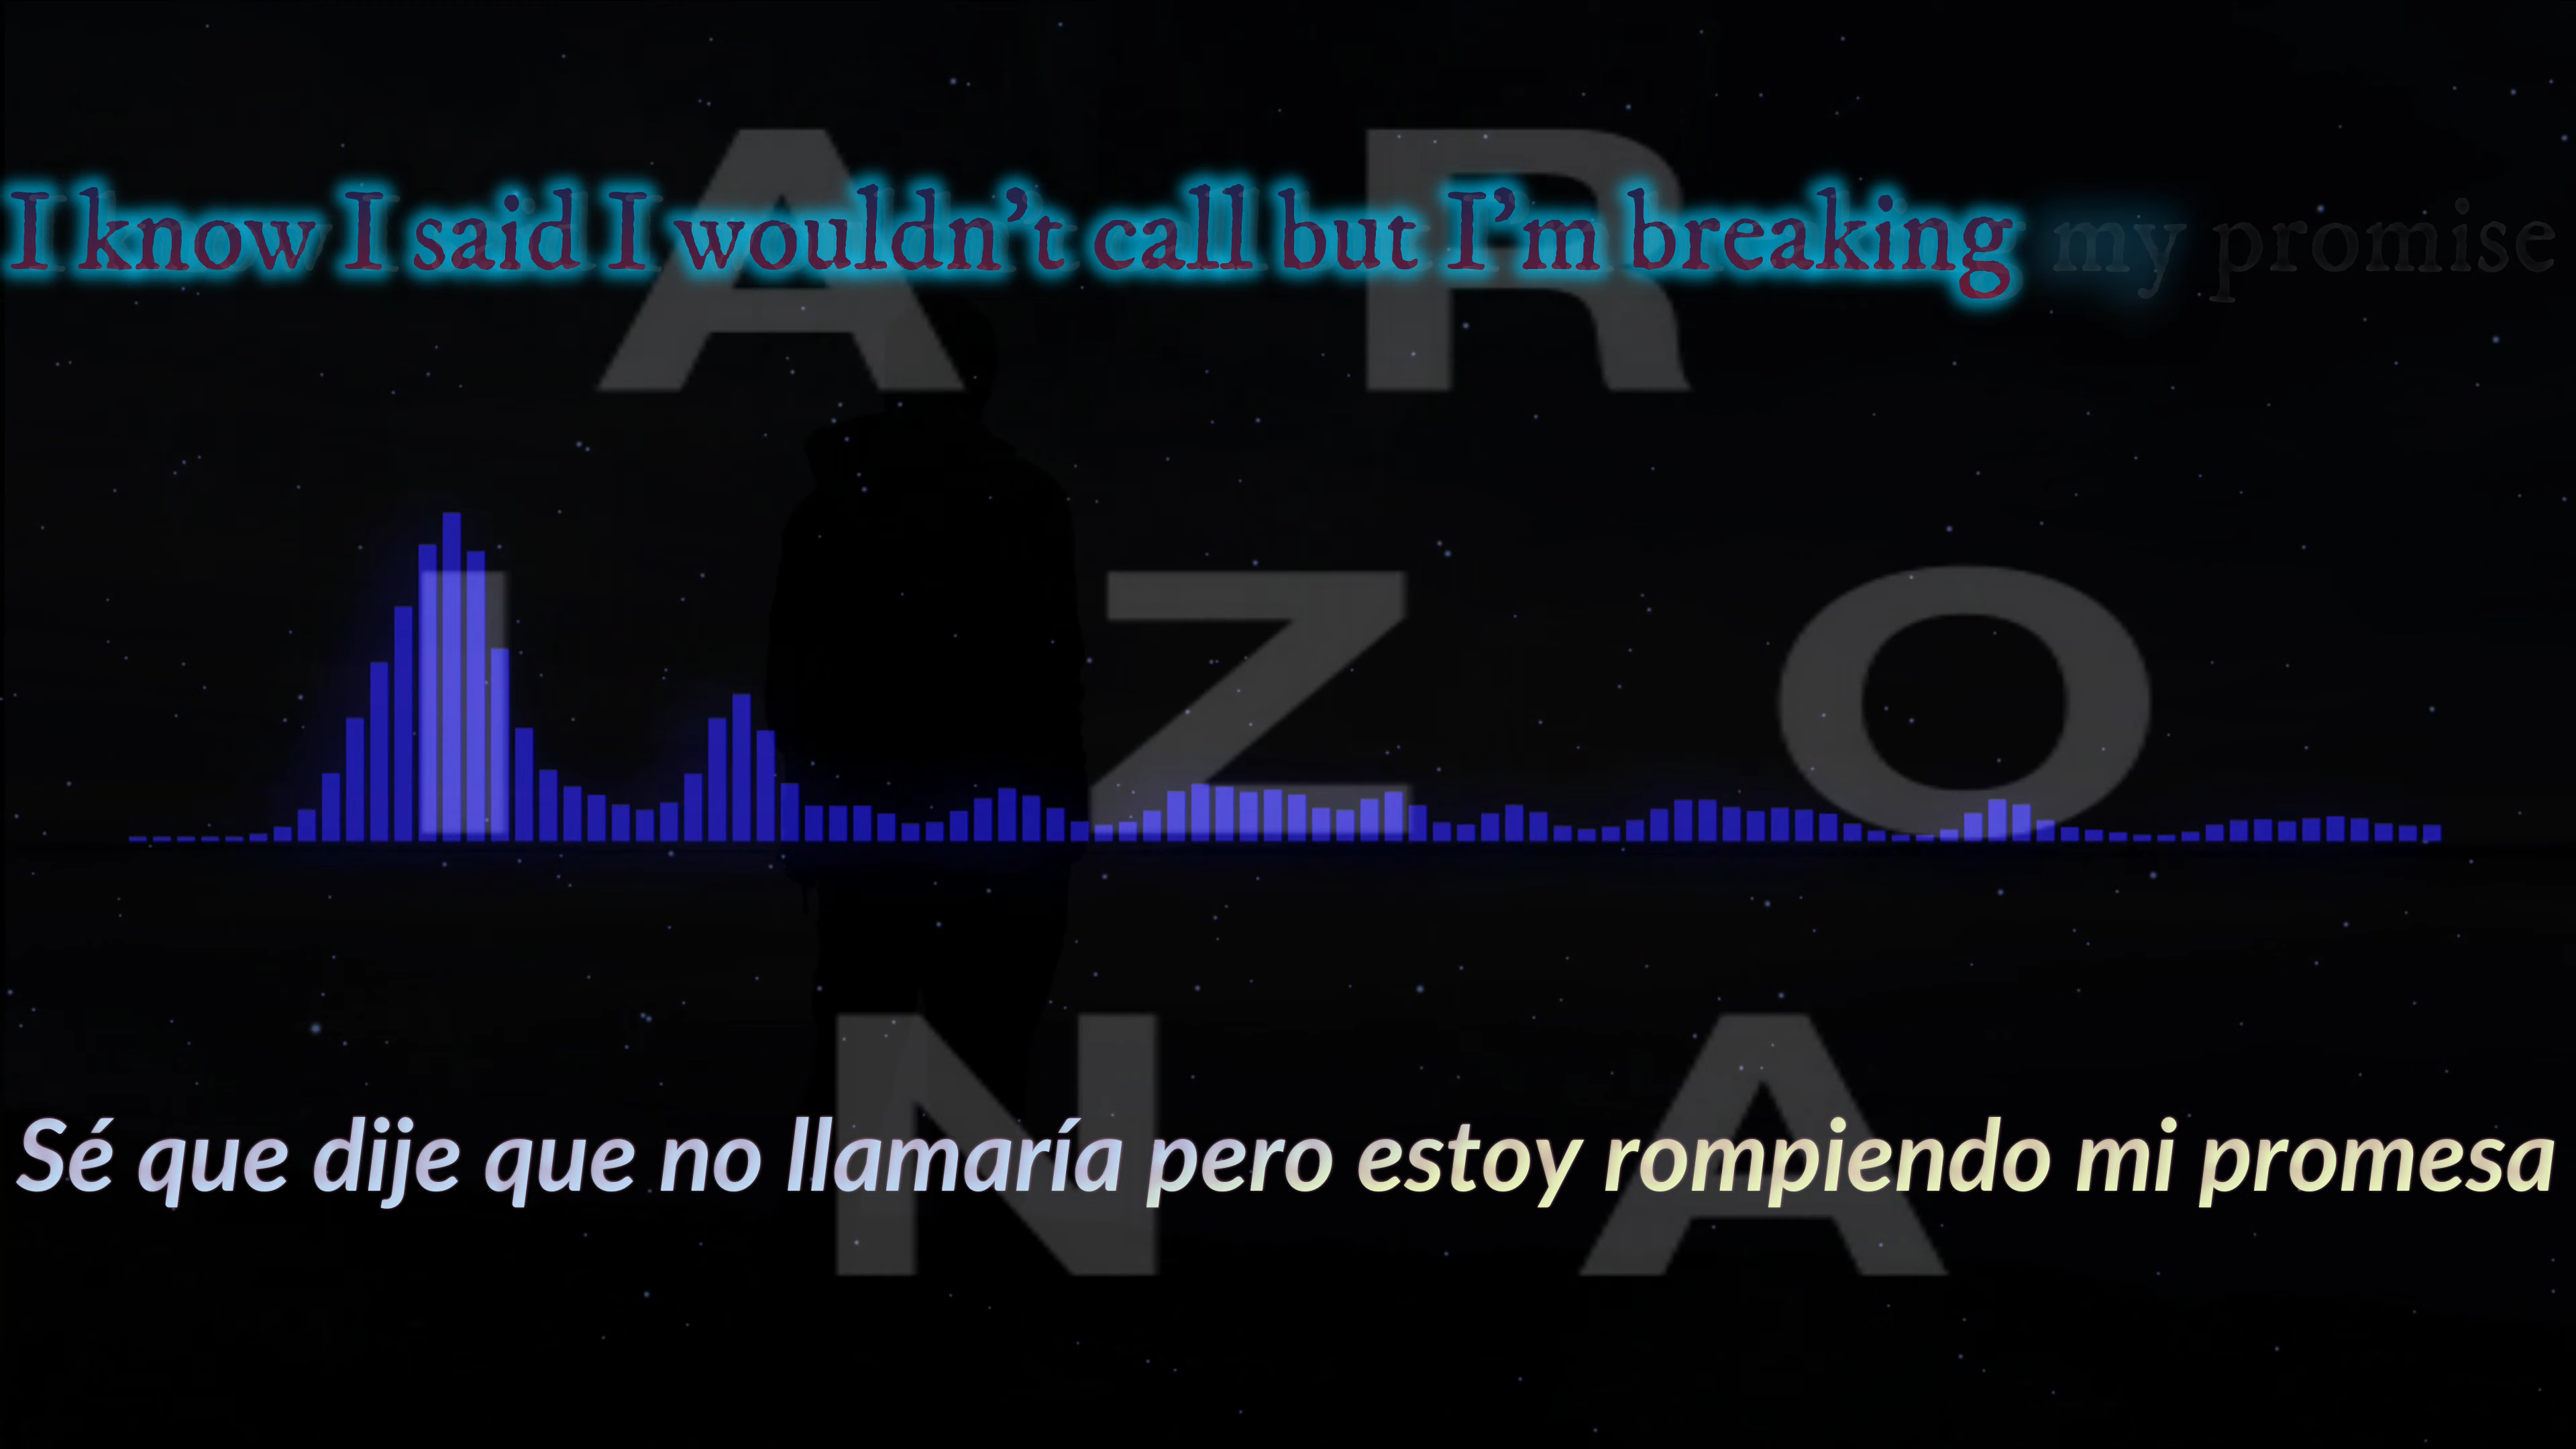 A R
I know I said I wouldn't call but I'm breaking my promise
I Z O
N A
Sé que dije que no llamaría pero estoy rompiendo mi promesa